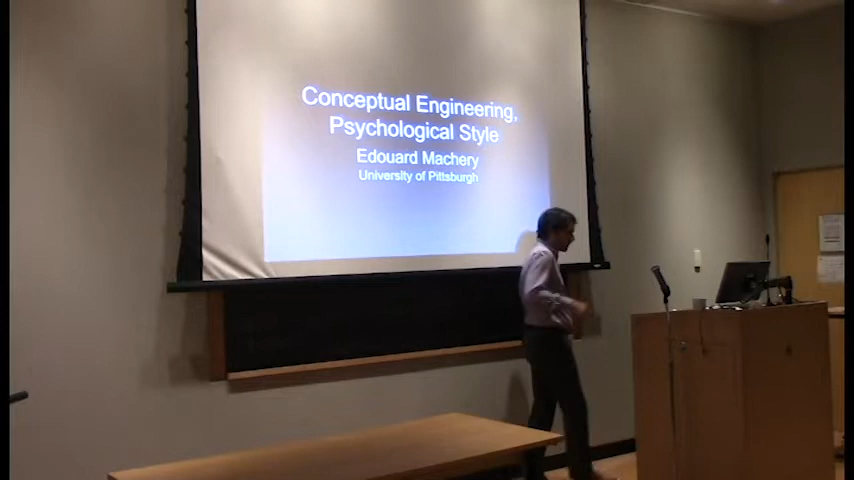 Conceptual Engineering,
Psychological Style
Edouard Machery
University of Pittsburgh